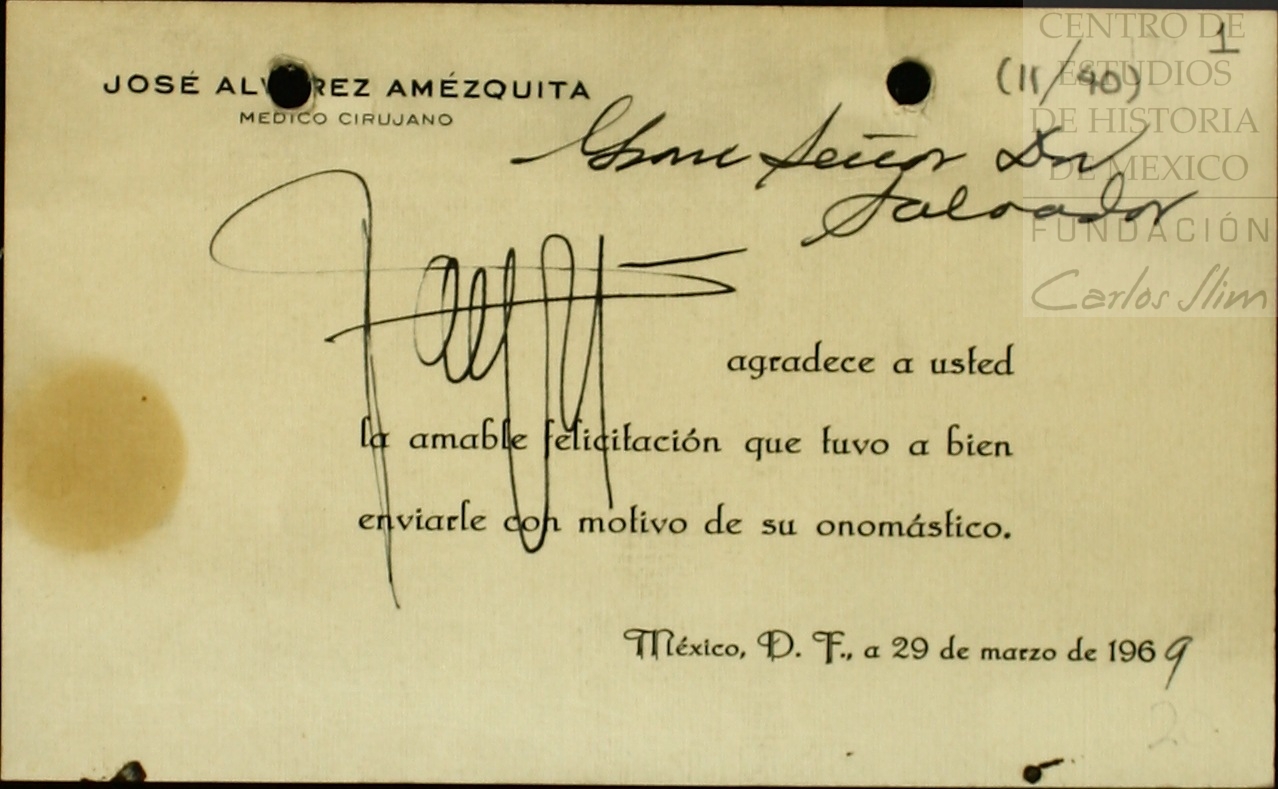 CENTRO DE
ESTUDIOS
DE HISTORIA
DE MEXICO
FUNDACIÓN
Carlos Slim
1
(11/40)
JOSÉ ALV REZ AMÉZQUITA
MEDICO CIRUJANO
Señor Dn
Salvador
agradece a usted
la amable felicitación que tuvo a bien
enviarle con motivo de su onomástico.
México, D. F., a 29 de marzo de 1969